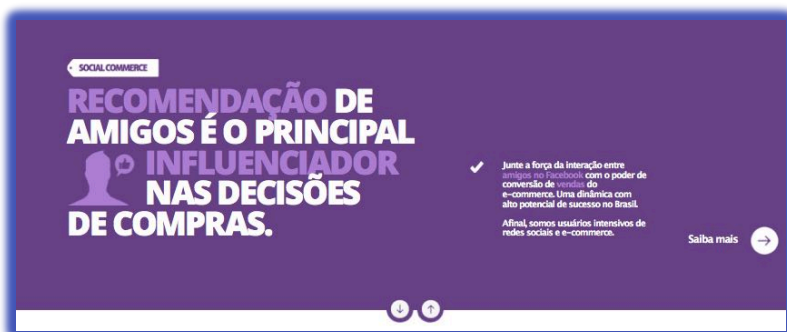 SOCIAL COMMERCE
RECOMENDAÇÃO DE
AMIGOS É O PRINCIPAL
INFLUENCIADOR
NAS DECISÕES
DE COMPRAS.
Junte a força da interação entre
amigos no Facebook com o poder de
conversão de vendas do
e-commerce. Uma dinâmica com
alto potencial de sucesso no Brasil.
Afinal, somos usuários intensivos de
redes sociais e e-commerce.
Saiba mais